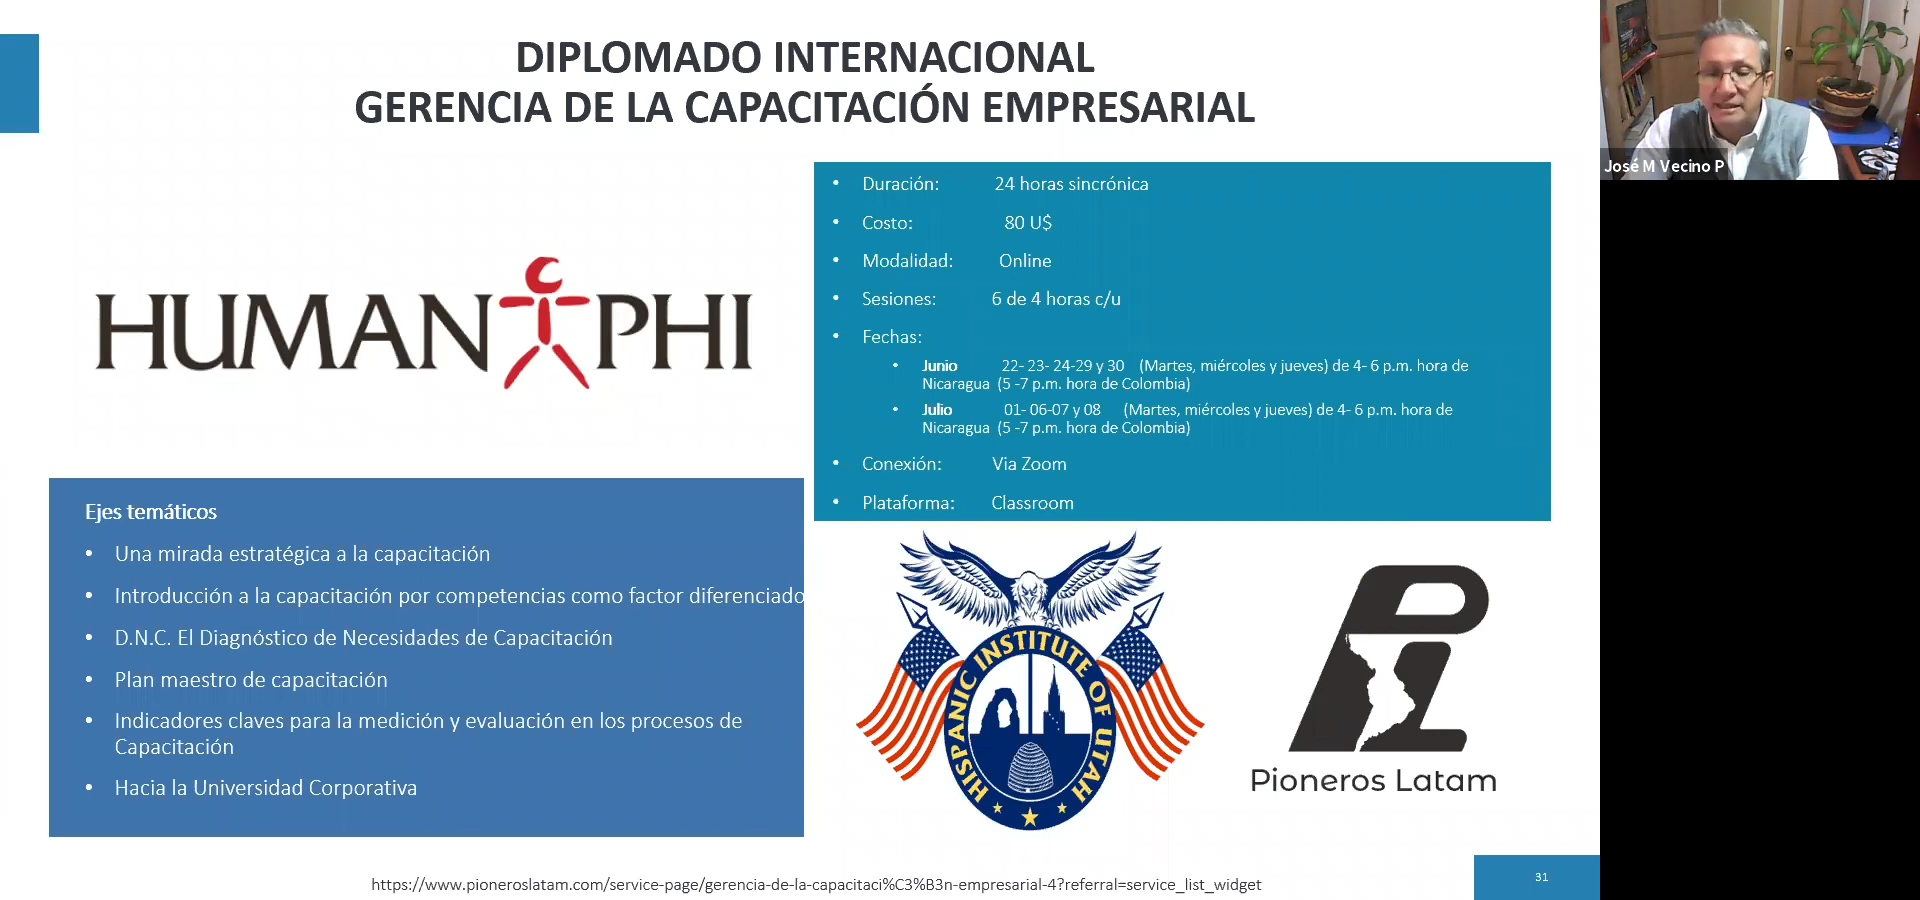 DIPLOMADO INTERNACIONAL
GERENCIA DE LA CAPACITACIÓN EMPRESARIAL
HUMAN PHI
• Duración: 24 horas sincrónica
• Costo: 80 U$
• Modalidad: Online
• Sesiones: 6 de 4 horas c/u
• Fechas:
• Junio 22- 23- 24-29 y 30 (Martes, miércoles y jueves) de 4- 6 p.m. hora de
Nicaragua (5 -7 p.m. hora de Colombia)
• Julio 01- 06-07 y 08 (Martes, miércoles y jueves) de 4- 6 p.m. hora de
Nicaragua (5 -7 p.m. hora de Colombia)
• Conexión: Via Zoom
• Plataforma: Classroom
Ejes temáticos
• Una mirada estratégica a la capacitación
• Introducción a la capacitación por competencias como factor diferenciado
• D.N.C. El Diagnóstico de Necesidades de Capacitación
• Plan maestro de capacitación
• Indicadores claves para la medición y evaluación en los procesos de
Capacitación
• Hacia la Universidad Corporativa
HISPANIC INSTITUTE OF UTAH
Pioneros Latam
https://www.pioneroslatam.com/service-page/gerencia-de-la-capacitaci%C3%B3n-empresarial-4?referral=service_list_widget
31
José M Vecino P